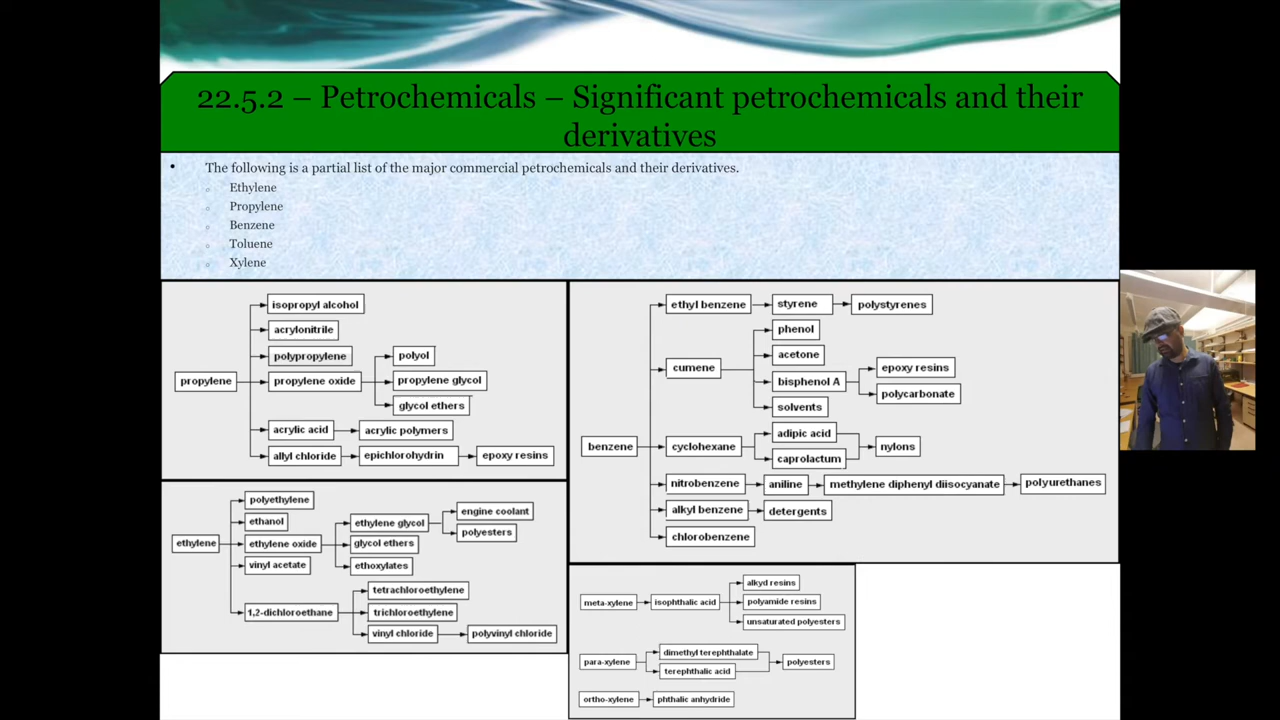 22.5.2 – Petrochemicals – Significant petrochemicals and their
derivatives
• The following is a partial list of the major commercial petrochemicals and their derivatives.
o Ethylene
o Propylene
o Benzene
o Toluene
o Xylene
propylene
isopropyl alcohol
acrylonitrile
polypropylene
propylene oxide
polyol
propylene glycol
glycol ethers
acrylic acid
acrylic polymers
allyl chloride
epichlorohydrin
epoxy resins
ethylene
polyethylene
ethanol
ethylene oxide
ethylene glycol
engine coolant
polyesters
glycol ethers
ethoxylates
vinyl acetate
1,2-dichloroethane
tetrachloroethylene
trichloroethylene
vinyl chloride
polyvinyl chloride
benzene
ethyl benzene
styrene
polystyrenes
cumene
phenol
acetone
bisphenol A
epoxy resins
polycarbonate
solvents
cyclohexane
adipic acid
caprolactum
nylons
nitrobenzene
aniline
methylene diphenyl diisocyanate
polyurethanes
alkyl benzene
detergents
chlorobenzene
meta-xylene
isophthalic acid
alkyd resins
polyamide resins
unsaturated polyesters
para-xylene
dimethyl terephthalate
terephthalic acid
polyesters
ortho-xylene
phthalic anhydride